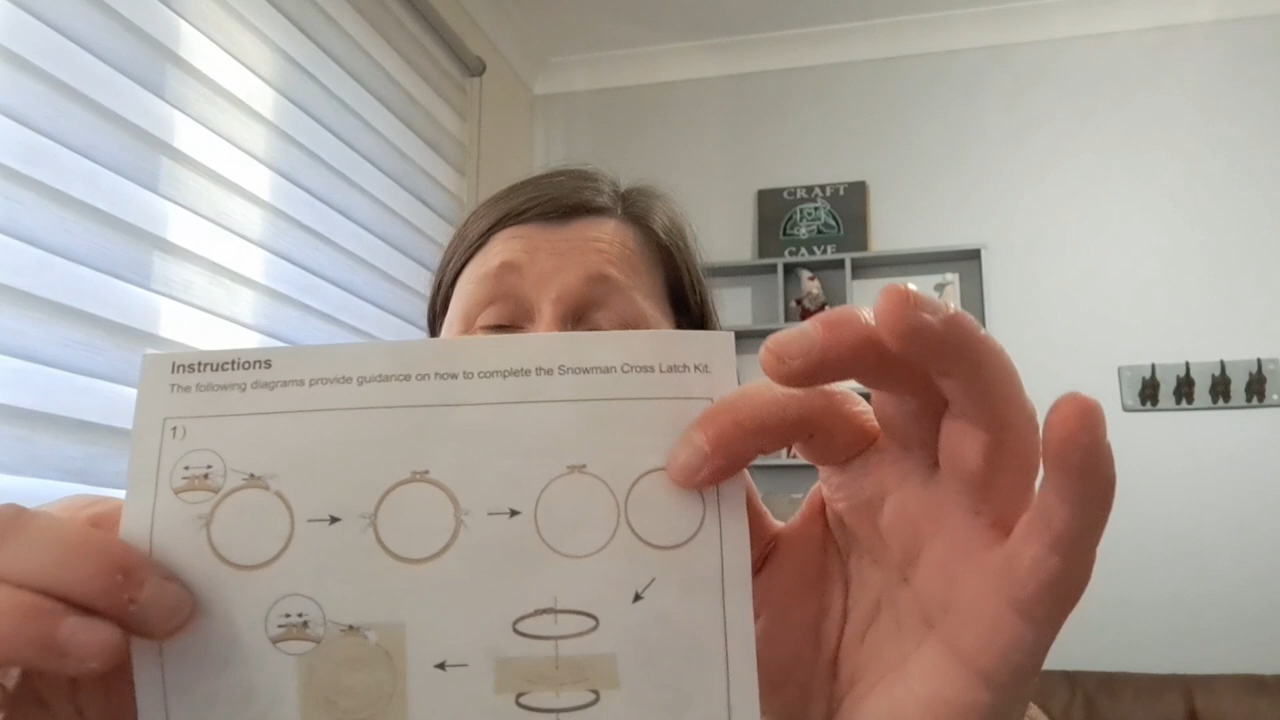 CRAFT
CAVE
Instructions
The following diagrams provide guidance on how to complete the Snowman Cross Latch Kit.
1)